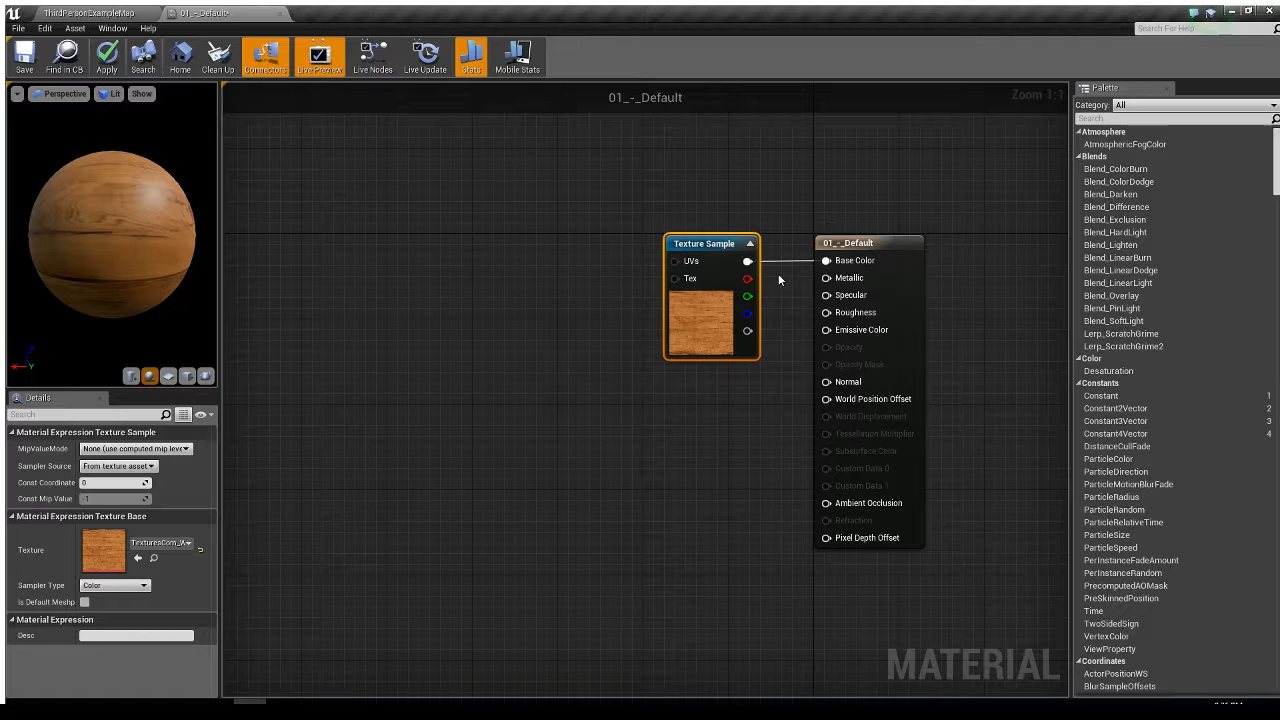 ThirdPersonExampleMap
01_-_Default*
File Edit Asset Window Help
Search For Help
Save Find in CB Apply Search Home Clean Up Connectors Live Preview Live Nodes Live Update Stats Mobile Stats
Perspective Lit Show
01_-_Default
Zoom 1:1
Palette
Category: All
Search
Atmosphere
AtmosphericFogColor
Blends
Blend_ColorBurn
Blend_ColorDodge
Blend_Darken
Blend_Difference
Blend_Exclusion
Blend_HardLight
Blend_Lighten
Blend_LinearBurn
Blend_LinearDodge
Blend_LinearLight
Blend_Overlay
Blend_PinLight
Blend_Screen
Blend_SoftLight
Lerp_ScratchGrime
Lerp_ScratchGrime2
Color
Desaturation
Constants
Constant 1
Constant2Vector 2
Constant3Vector 3
Constant4Vector 4
DistanceCullFade
ParticleColor
ParticleDirection
ParticleMotionBlurFade
ParticleRadius
ParticleRandom
ParticleRelativeTime
ParticleSize
ParticleSpeed
PerInstanceFadeAmount
PerInstanceRandom
PrecomputedAOMask
PreSkinnedPosition
Time
TwoSidedSign
VertexColor
ViewProperty
Coordinates
ActorPositionWS
BlurSampleOffsets
Texture Sample
UVs
Tex
01_-_Default
Base Color
Metallic
Specular
Roughness
Emissive Color
Opacity
Opacity Mask
Normal
World Position Offset
World Displacement
Tessellation Multiplier
Subsurface Color
Custom Data 0
Custom Data 1
Ambient Occlusion
Refraction
Pixel Depth Offset
MATERIAL
Z
Y
Details
Search
Material Expression Texture Sample
MipValueMode None (use computed mip leve
Sampler Source From texture asset
Const Coordinate 0
Const Mip Value -1
Material Expression Texture Base
Texture TexturesCom_W
Sampler Type Color
Is Default Meshp
Material Expression
Desc